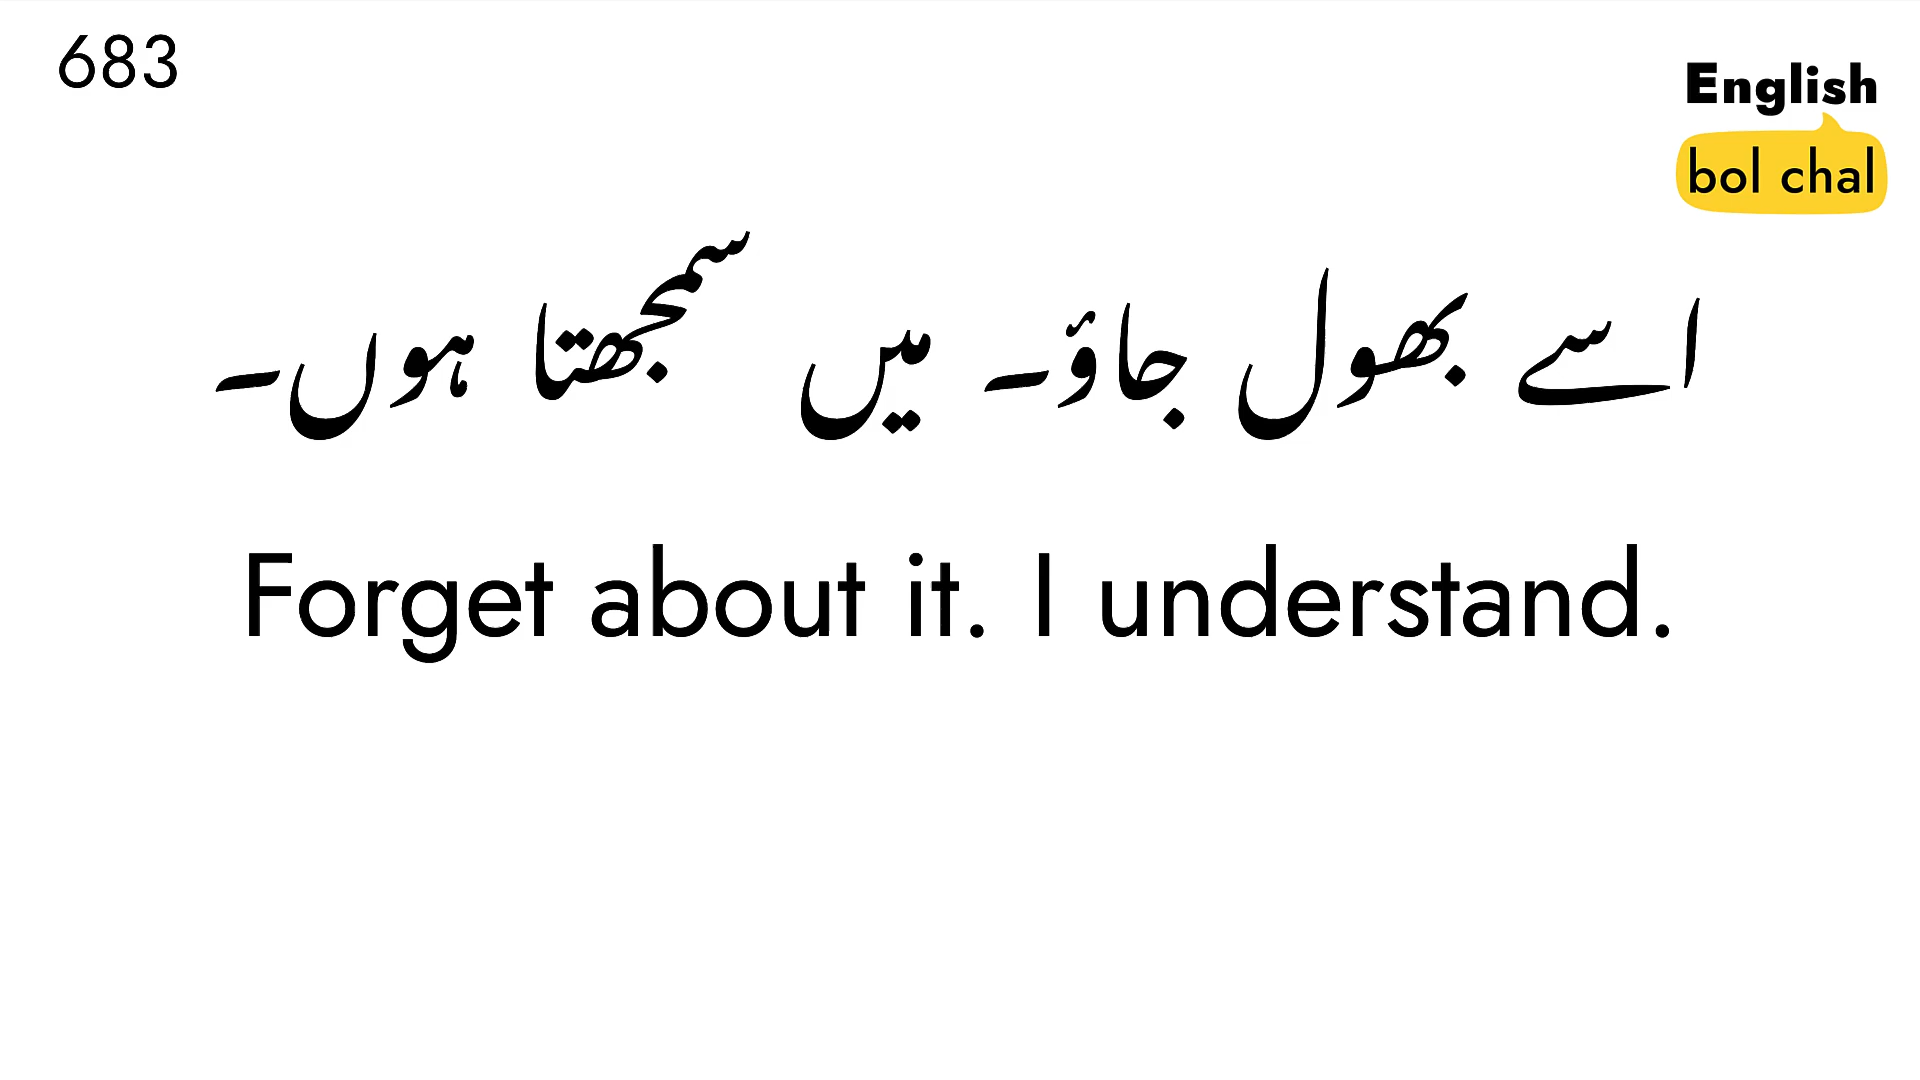 683
English
bol chal
اسے بھول جاؤ۔ میں سمجھتا ہوں۔
Forget about it. I understand.